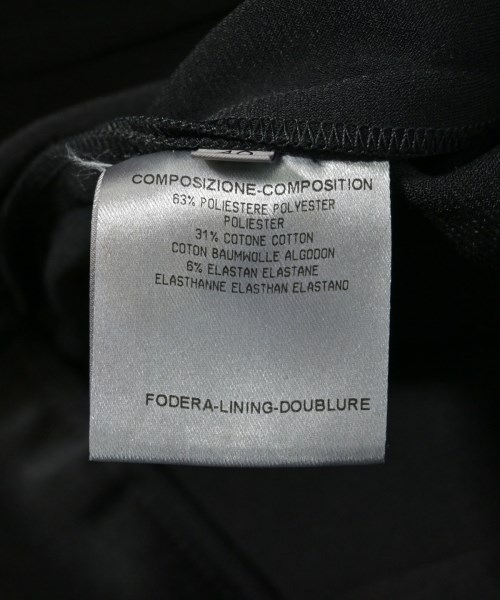 COMPOSIZIONE-COMPOSITION
63% POLIESTERE POLYESTER
POLIESTER
31% COTONE COTTON
COTON BAUMWOLLE ALGODON
6% ELASTAN ELASTANE
ELASTHANNE ELASTHAN ELASTANO
FODERA-LINING-DOUBLURE